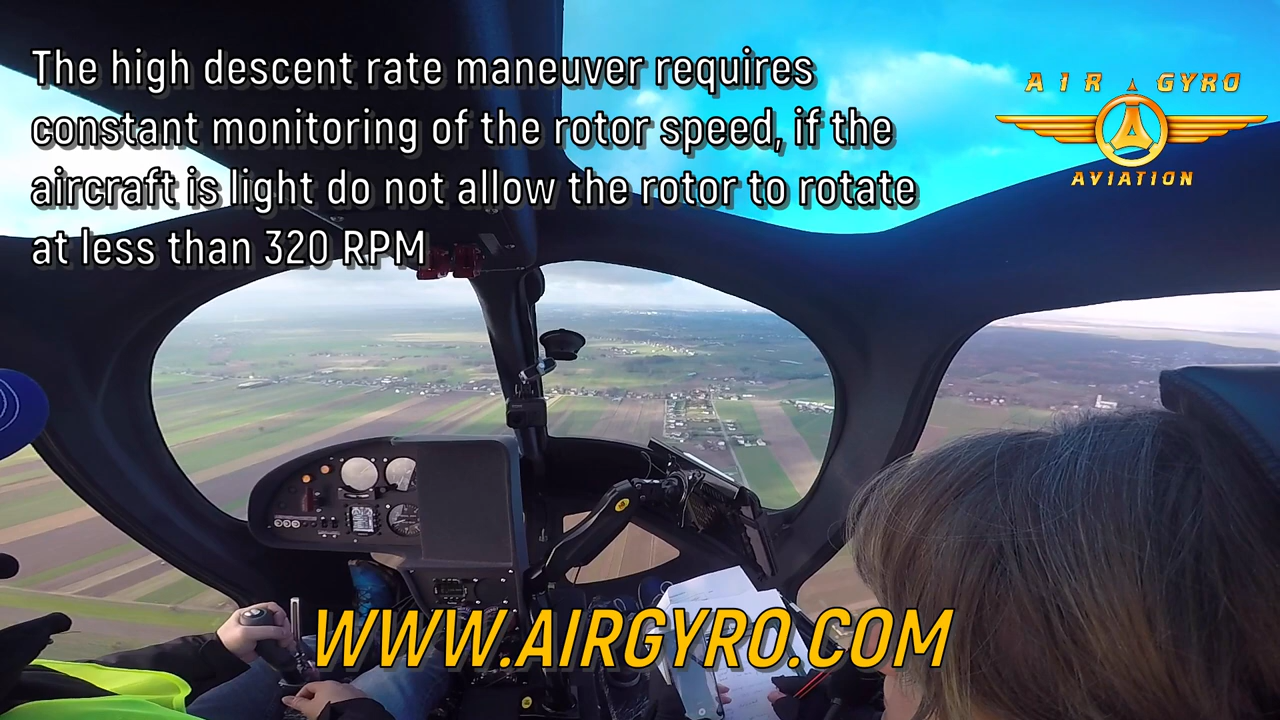 The high descent rate maneuver requires
constant monitoring of the rotor speed, if the
aircraft is light do not allow the rotor to rotate
at less than 320 RPM
AIR GYRO
AVIATION
WWW.AIRGYRO.COM